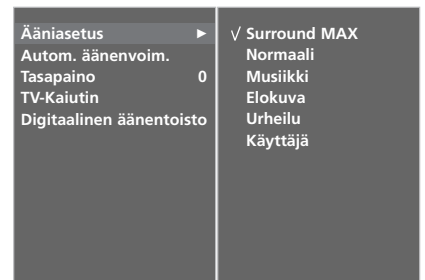 Ääniasetus ►
Autom. äänenvoim.
Tasapaino 0
TV-Kaiutin
Digitaalinen äänentoisto
√ Surround MAX
Normaali
Musiikki
Elokuva
Urheilu
Käyttäjä